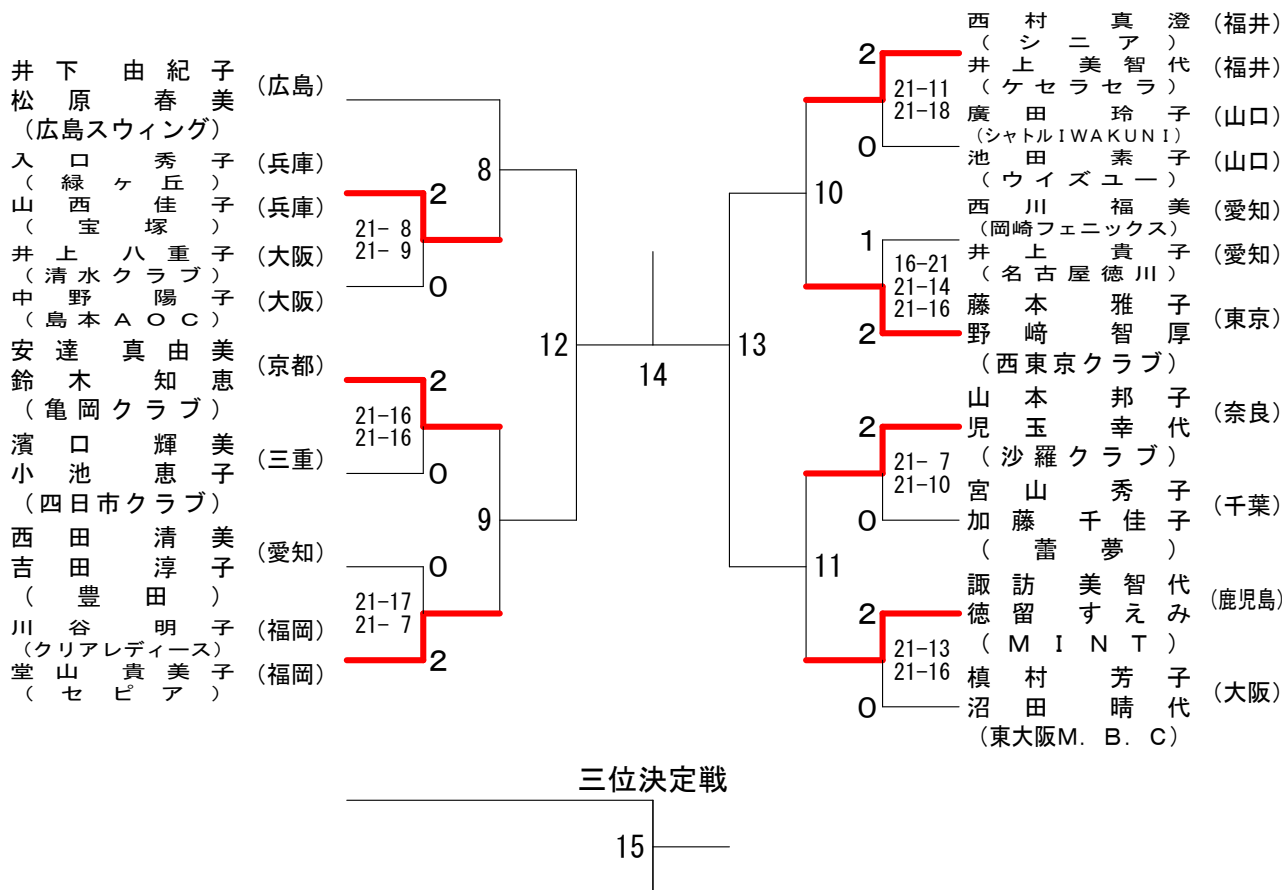 井下 由紀子
松原 春美
(広島)
(広島スウィング)
8
入口 秀子
(兵庫)
(緑ヶ丘)
山西 佳子
(兵庫)
(宝塚)
2
21- 8
21- 9
井上 八重子
(大阪)
(清水クラブ)
中野 陽子
(大阪)
(島本AOC)
0
12
安達 真由美
鈴木 知恵
(京都)
(亀岡クラブ)
2
21-16
21-16
濱口 輝美
小池 恵子
(三重)
(四日市クラブ)
0
9
西田 清美
吉田 淳子
(愛知)
(豊田)
0
21-17
21- 7
川谷 明子
(福岡)
(クリアレディース)
堂山 貴美子
(福岡)
(セピア)
2
14
西村 真澄
(福井)
(シニア)
井上 美智代
(福井)
(ケセラセラ)
2
21-11
21-18
廣田 玲子
(山口)
(シャトルIWAKUNI)
池田 素子
(山口)
(ウイズユー)
0
10
西川 福美
(愛知)
(岡崎フェニックス)
井上 貴子
(愛知)
(名古屋徳川)
1
16-21
21-14
21-16
藤本 雅子
野﨑 智厚
(東京)
(西東京クラブ)
2
13
山本 邦子
児玉 幸代
(奈良)
(沙羅クラブ)
2
21- 7
21-10
宮山 秀子
加藤 千佳子
(千葉)
(蕾夢)
0
11
諏訪 美智代
徳留 すえみ
(鹿児島)
(MINT)
2
21-13
21-16
槙村 芳子
沼田 晴代
(大阪)
(東大阪M.B.C)
0
三位決定戦
15